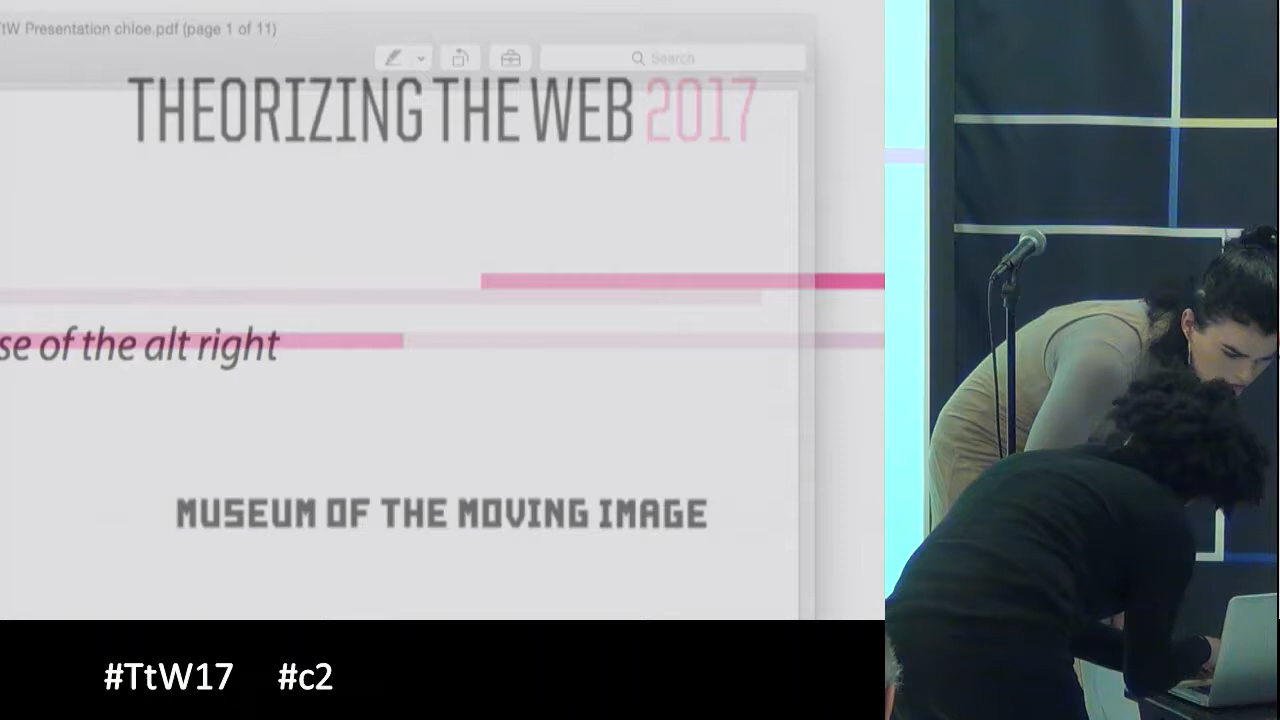 tW Presentation chloe.pdf (page 1 of 11)
Search
THEORIZING THE WEB 2017
se of the alt right
MUSEUM OF THE MOVING IMAGE
#TtW17 #c2